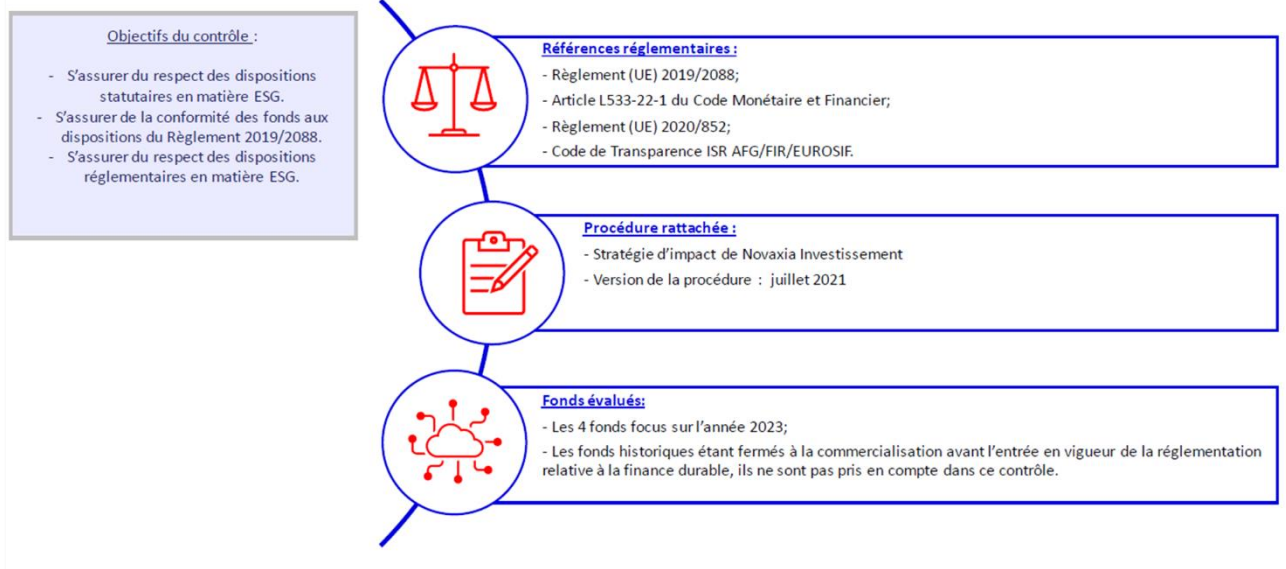 Objectifs du contrôle :
- S'assurer du respect des dispositions
statutaires en matière ESG.
- S'assurer de la conformité des fonds aux
dispositions du Règlement 2019/2088.
- S'assurer du respect des dispositions
réglementaires en matière ESG.
Références réglementaires :
- Règlement (UE) 2019/2088;
- Article L533-22-1 du Code Monétaire et Financier;
- Règlement (UE) 2020/852;
- Code de Transparence ISR AFG/FIR/EUROSIF.
Procédure rattachée :
- Stratégie d'impact de Novaxia Investissement
- Version de la procédure : juillet 2021
Fonds évalués:
- Les 4 fonds focus sur l'année 2023;
- Les fonds historiques étant fermés à la commercialisation avant l'entrée en vigueur de la réglementation
relative à la finance durable, ils ne sont pas pris en compte dans ce contrôle.